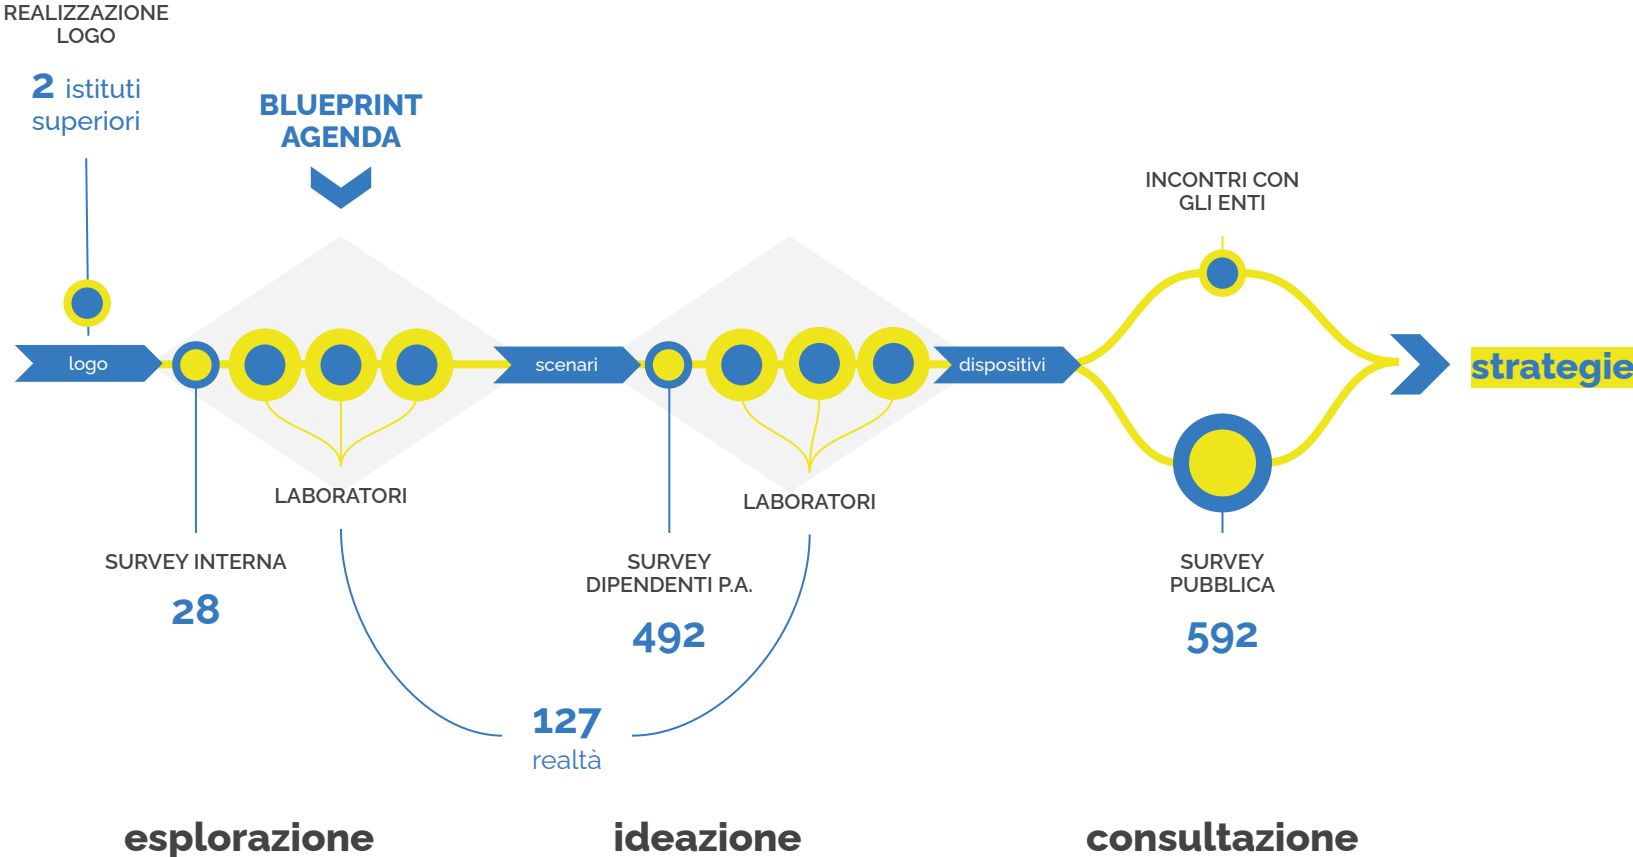 REALIZZAZIONE
LOGO
2 istituti
superiori
BLUEPRINT
AGENDA
INCONTRI CON
GLI ENTI
logo
scenari
dispositivi
strategie
LABORATORI
LABORATORI
SURVEY INTERNA
28
SURVEY
DIPENDENTI P.A.
492
SURVEY
PUBBLICA
592
127
realtà
esplorazione
ideazione
consultazione